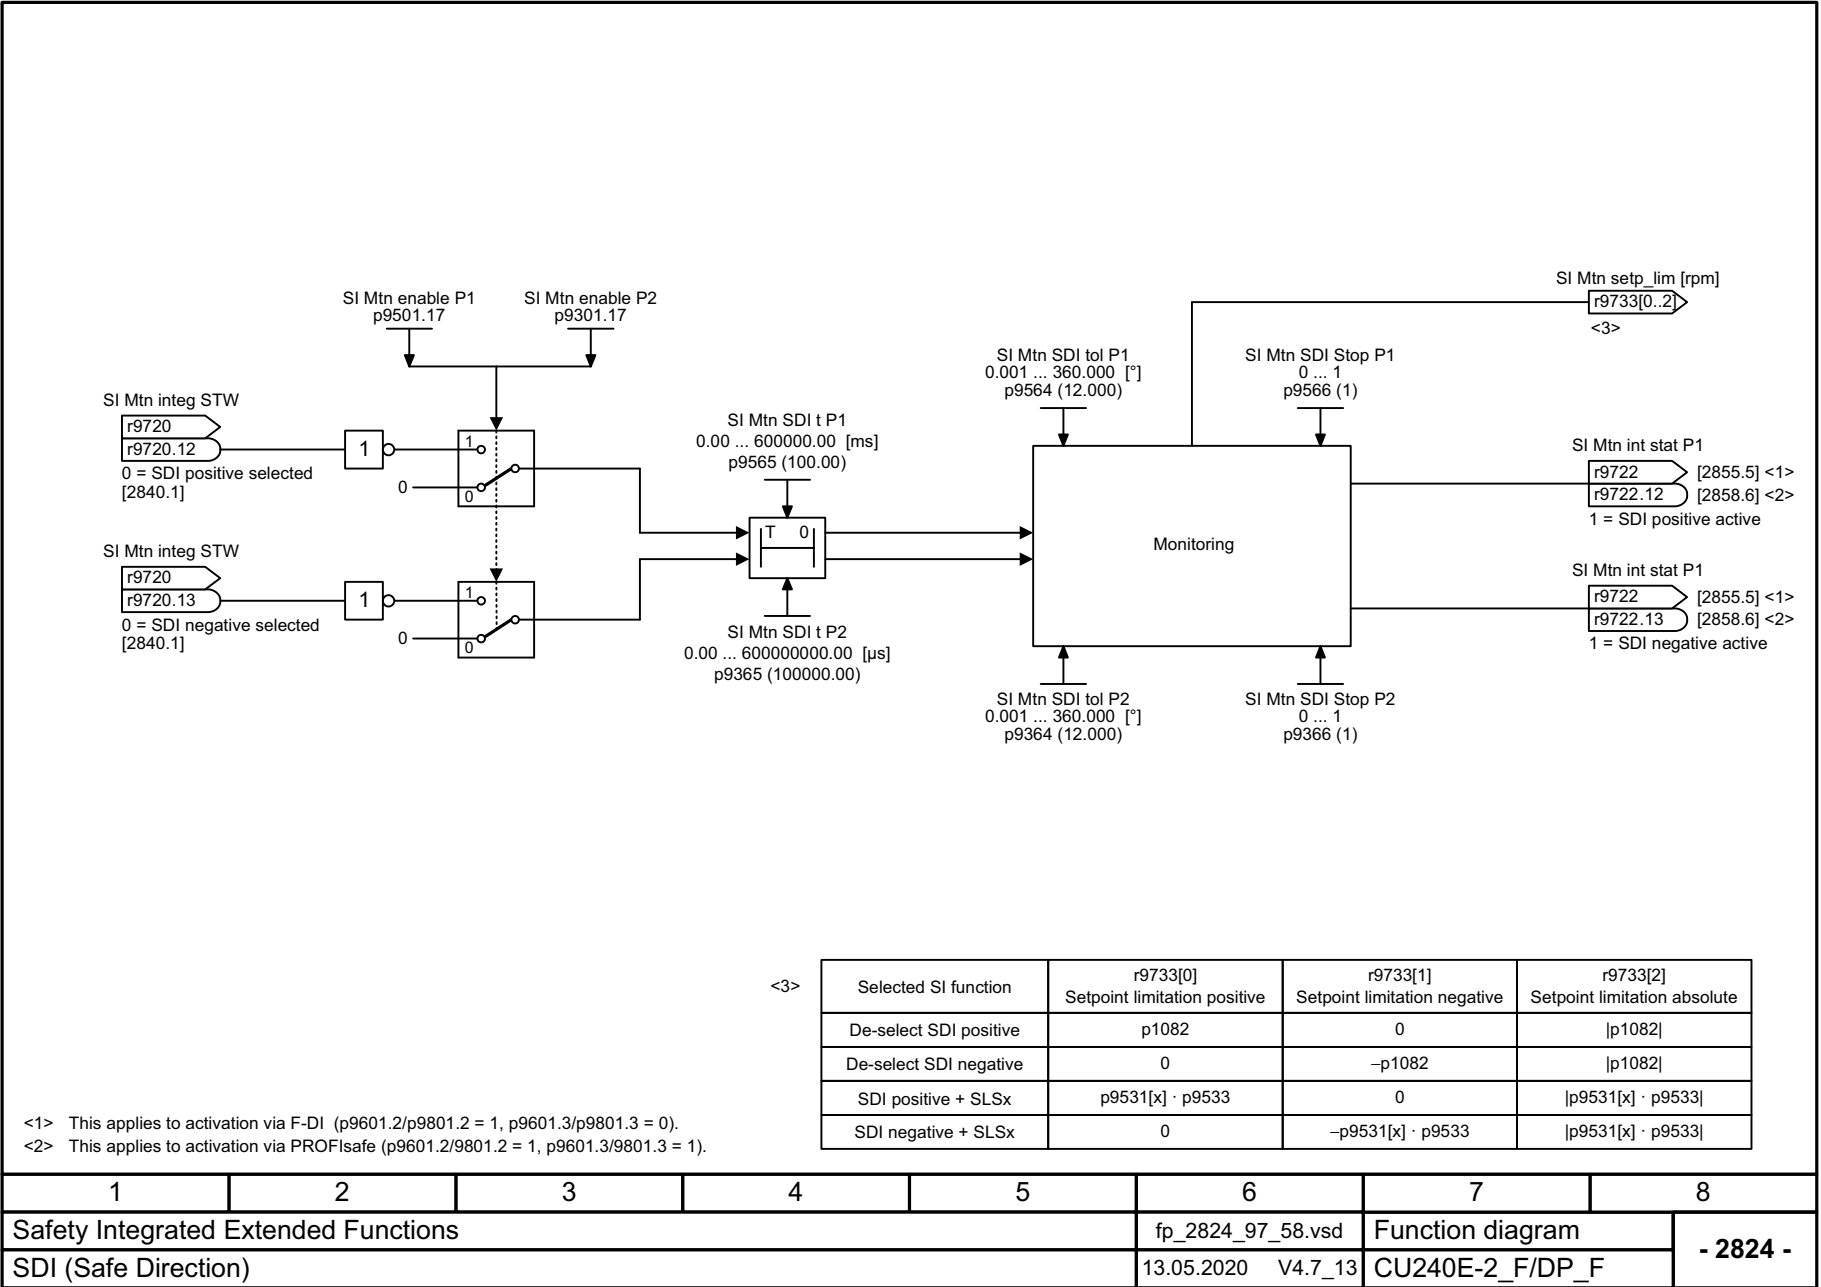 SI Mtn setp_lim [rpm]
r9733[0..2]
<3>
SI Mtn enable P1
p9501.17
SI Mtn enable P2
p9301.17
SI Mtn integ STW
r9720
r9720.12
0 = SDI positive selected
[2840.1]
1
1
0
0
SI Mtn integ STW
r9720
r9720.13
0 = SDI negative selected
[2840.1]
1
1
0
0
SI Mtn SDI t P1
0.00 ... 600000.00 [ms]
p9565 (100.00)
T 0
SI Mtn SDI t P2
0.00 ... 600000000.00 [µs]
p9365 (100000.00)
SI Mtn SDI tol P1
0.001 ... 360.000 [°]
p9564 (12.000)
SI Mtn SDI Stop P1
0 ... 1
p9566 (1)
Monitoring
SI Mtn SDI tol P2
0.001 ... 360.000 [°]
p9364 (12.000)
SI Mtn SDI Stop P2
0 ... 1
p9366 (1)
SI Mtn int stat P1
r9722 [2855.5] <1>
r9722.12 [2858.6] <2>
1 = SDI positive active
SI Mtn int stat P1
r9722 [2855.5] <1>
r9722.13 [2858.6] <2>
1 = SDI negative active
<3>
Selected SI function
r9733[0]
Setpoint limitation positive
r9733[1]
Setpoint limitation negative
r9733[2]
Setpoint limitation absolute
De-select SDI positive p1082 0 |p1082|
De-select SDI negative 0 –p1082 |p1082|
SDI positive + SLSx p9531[x] · p9533 0 |p9531[x] · p9533|
SDI negative + SLSx 0 –p9531[x] · p9533 |p9531[x] · p9533|
<1> This applies to activation via F-DI (p9601.2/p9801.2 = 1, p9601.3/p9801.3 = 0).
<2> This applies to activation via PROFIsafe (p9601.2/9801.2 = 1, p9601.3/9801.3 = 1).
1 2 3 4 5 6 7 8
Safety Integrated Extended Functions fp_2824_97_58.vsd Function diagram
- 2824 -
SDI (Safe Direction) 13.05.2020 V4.7_13 CU240E-2_F/DP_F